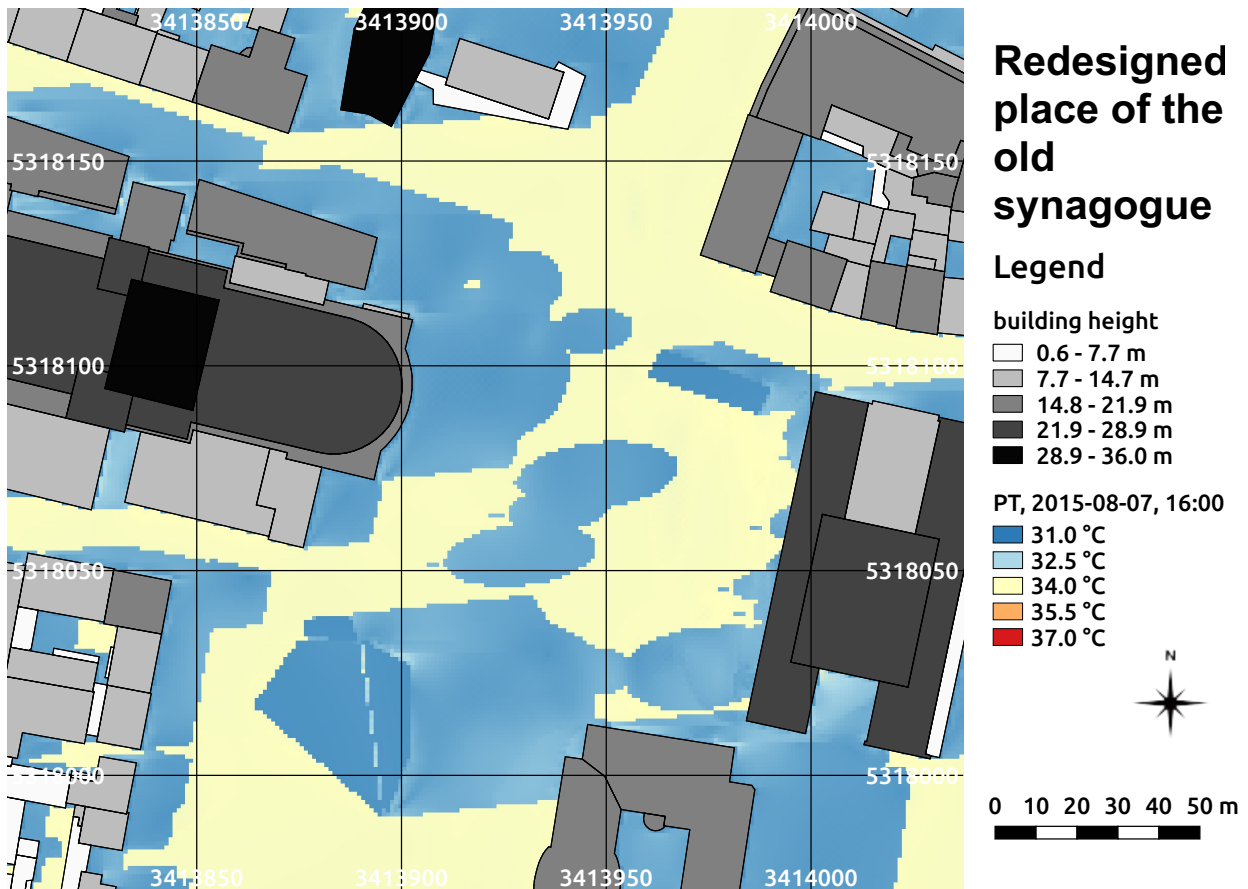 3413850 3413900 3413950 3414000
5318150 5318150
5318100 5318100
5318050 5318050
5318000 5318000
3413850 3413900 3413950 3414000
Redesigned
place of the
old
synagogue
Legend
building height
0.6 - 7.7 m
7.7 - 14.7 m
14.8 - 21.9 m
21.9 - 28.9 m
28.9 - 36.0 m
PT, 2015-08-07, 16:00
31.0 °C
32.5 °C
34.0 °C
35.5 °C
37.0 °C
N
0 10 20 30 40 50 m